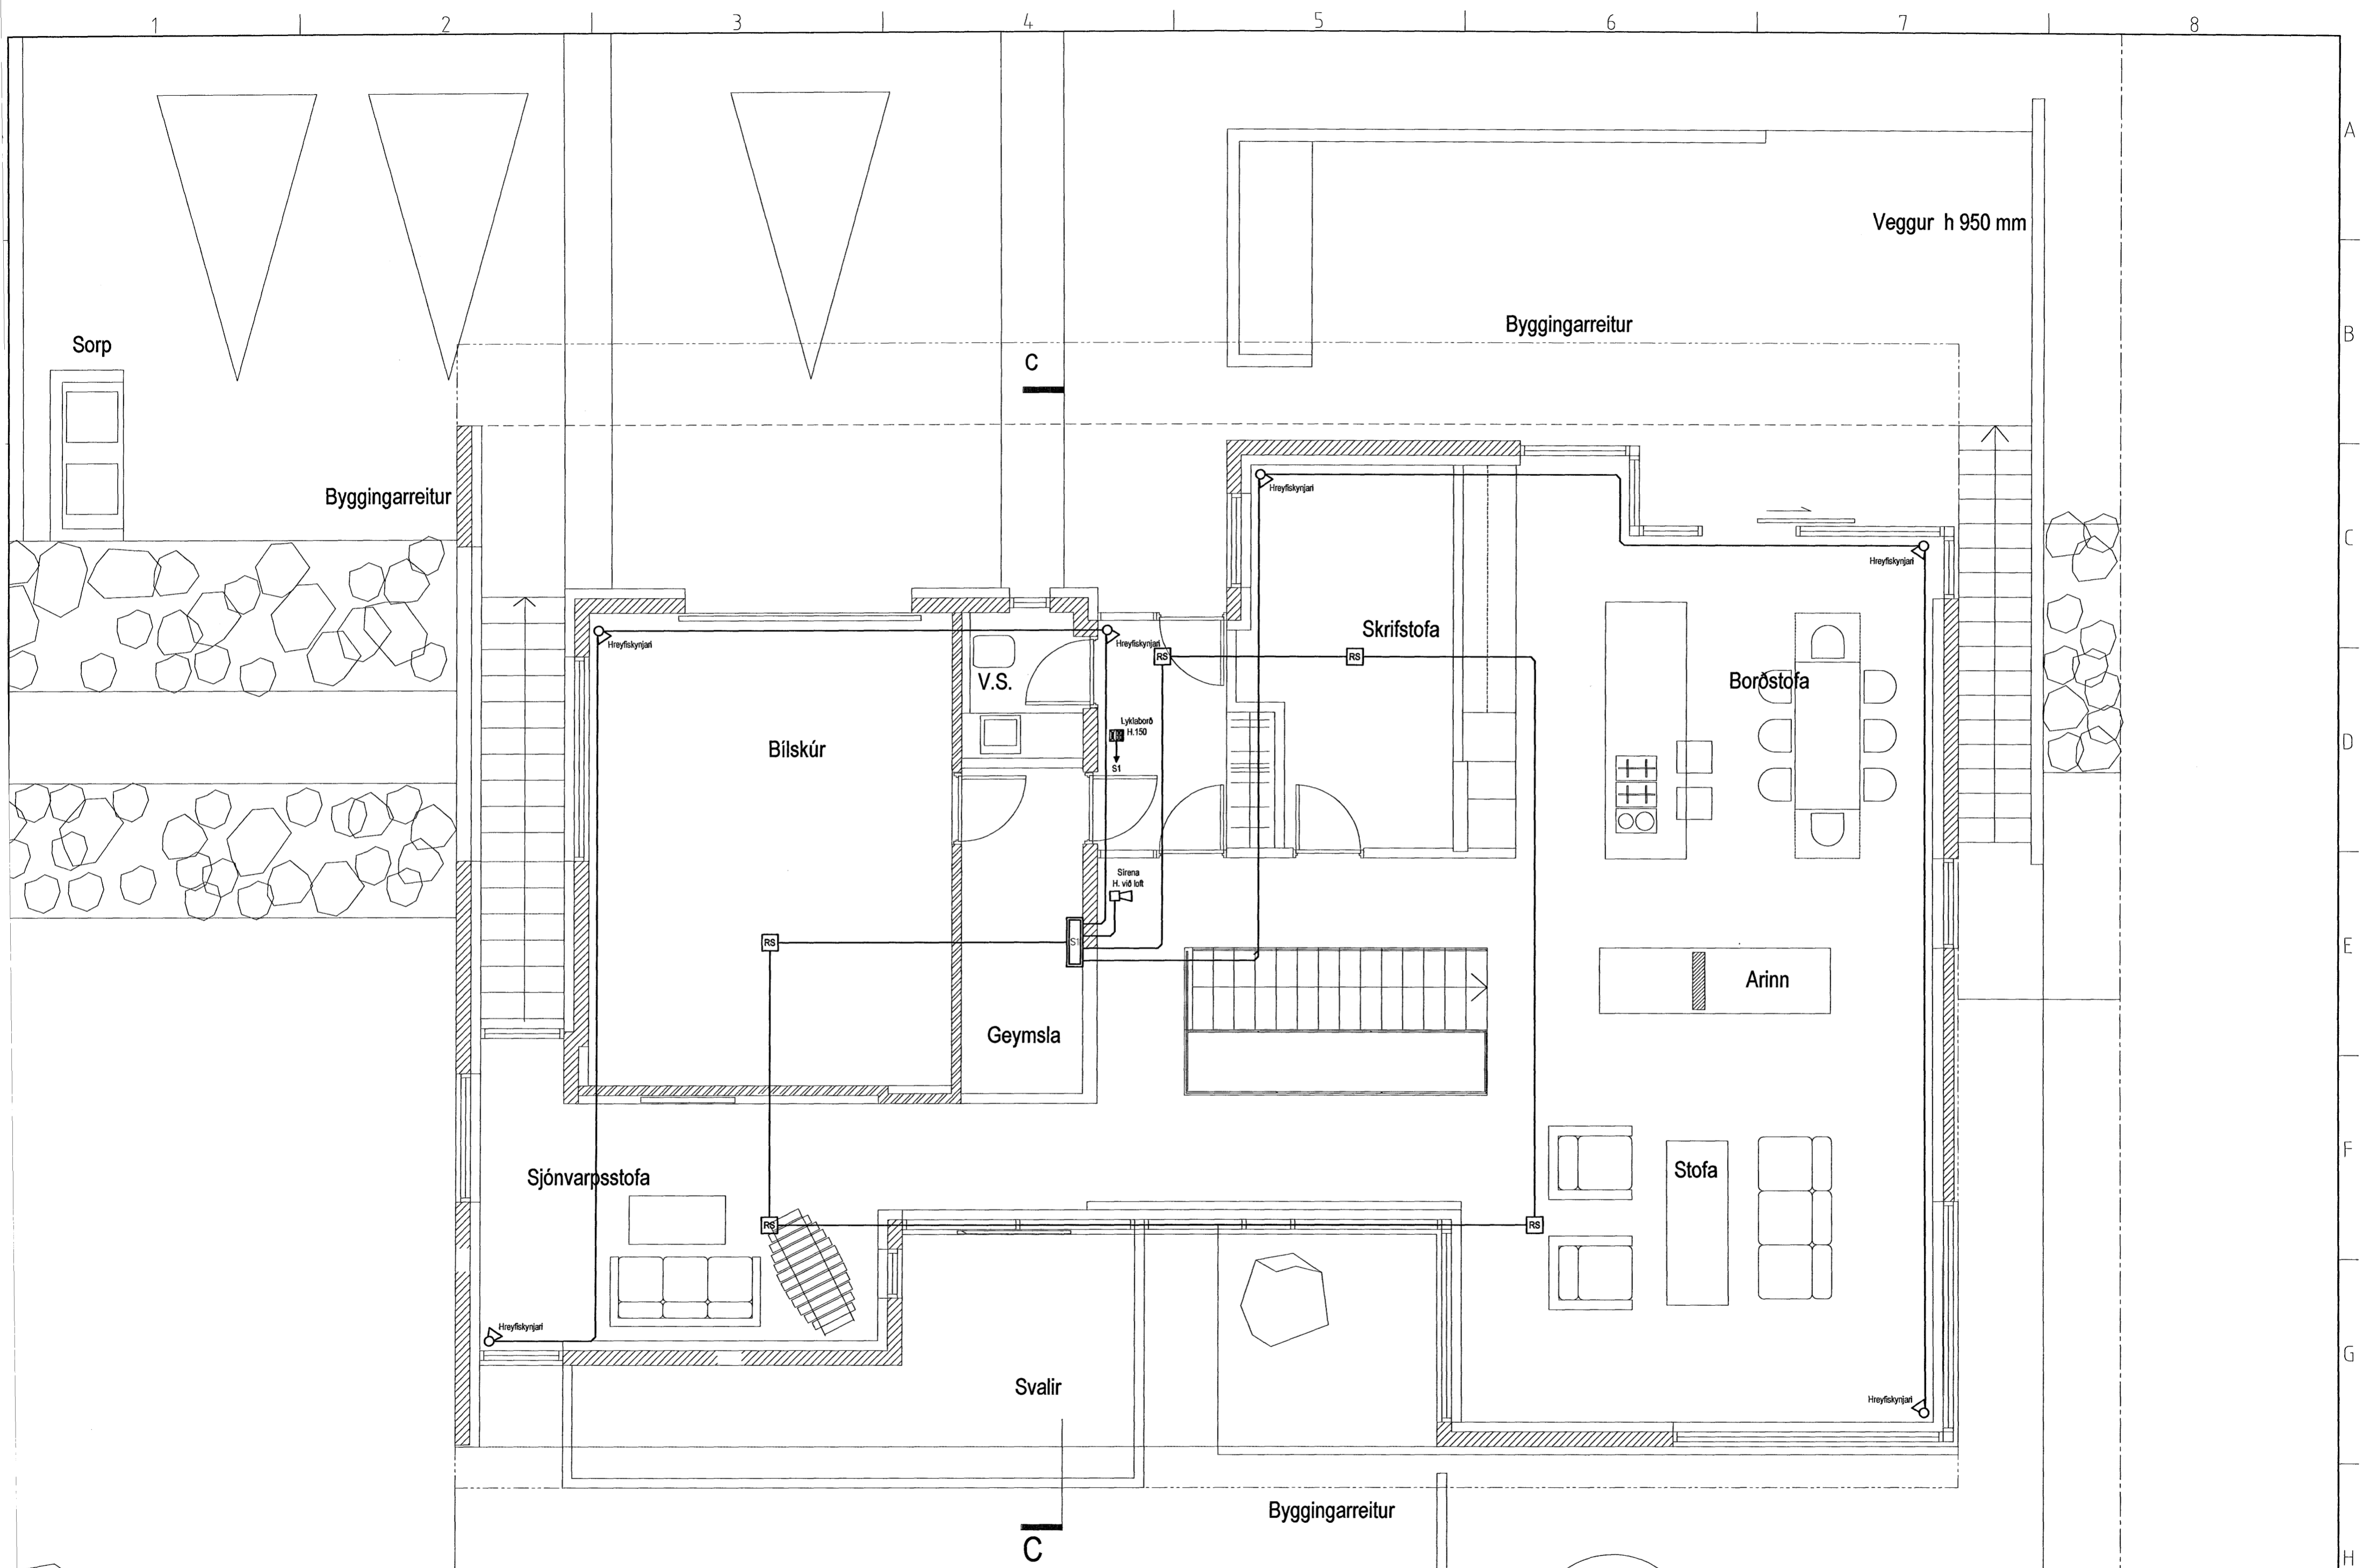 1 2 3 4 5 6 7 8
A
Veggur h 950 mm
Byggingarreitur
B
Sorp
C
Byggingarreitur
Hreyfiskynjari
C
Hreyfiskynjari
Hreyfiskynjari
Hreyfiskynjari
Skrifstofa
RS
RS
V.S.
Borðstofa
Lyklaborð
H.150
D
Bílskúr
S1
Sírena
H. við loft
RS
S1
E
Arinn
Geymsla
F
Sjónvarpsstofa
Stofa
RS
RS
Hreyfiskynjari
G
Svalir
Hreyfiskynjari
Byggingarreitur
C
H